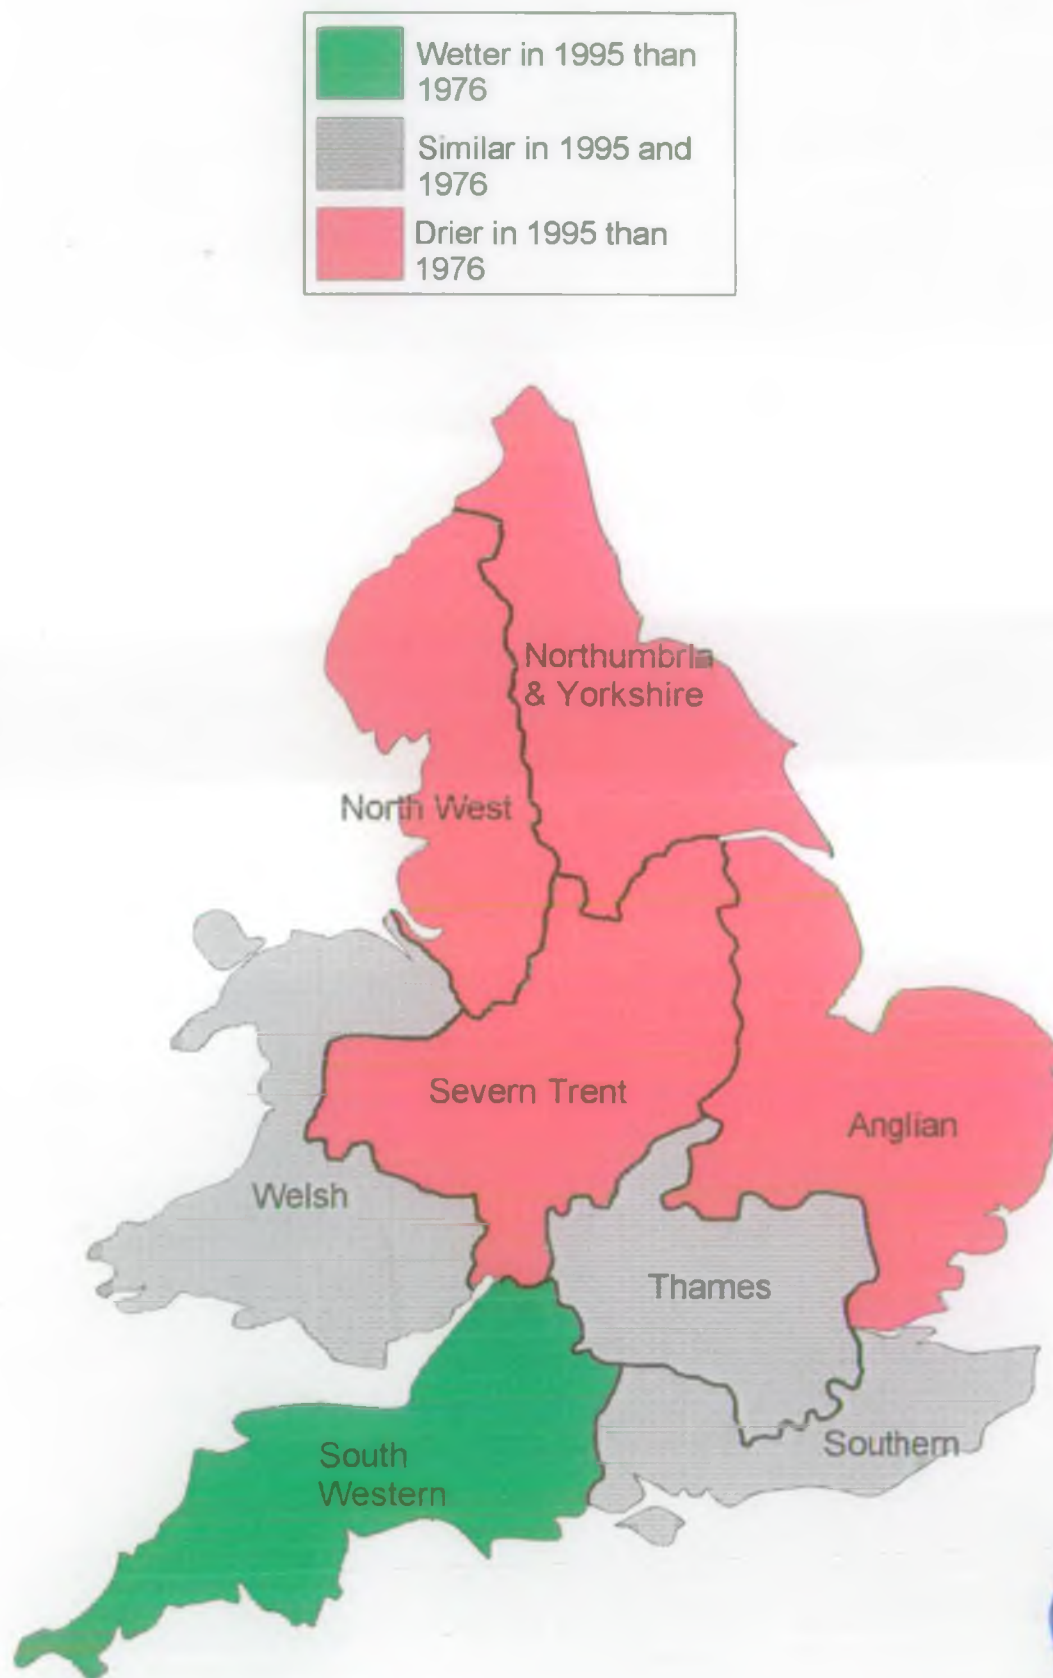 Wetter in 1995 than
1976
Similar in 1995 and
1976
Drier in 1995 than
1976
Northumbria
& Yorkshire
North West
Severn Trent
Anglian
Welsh
Thames
South
Western
Southern